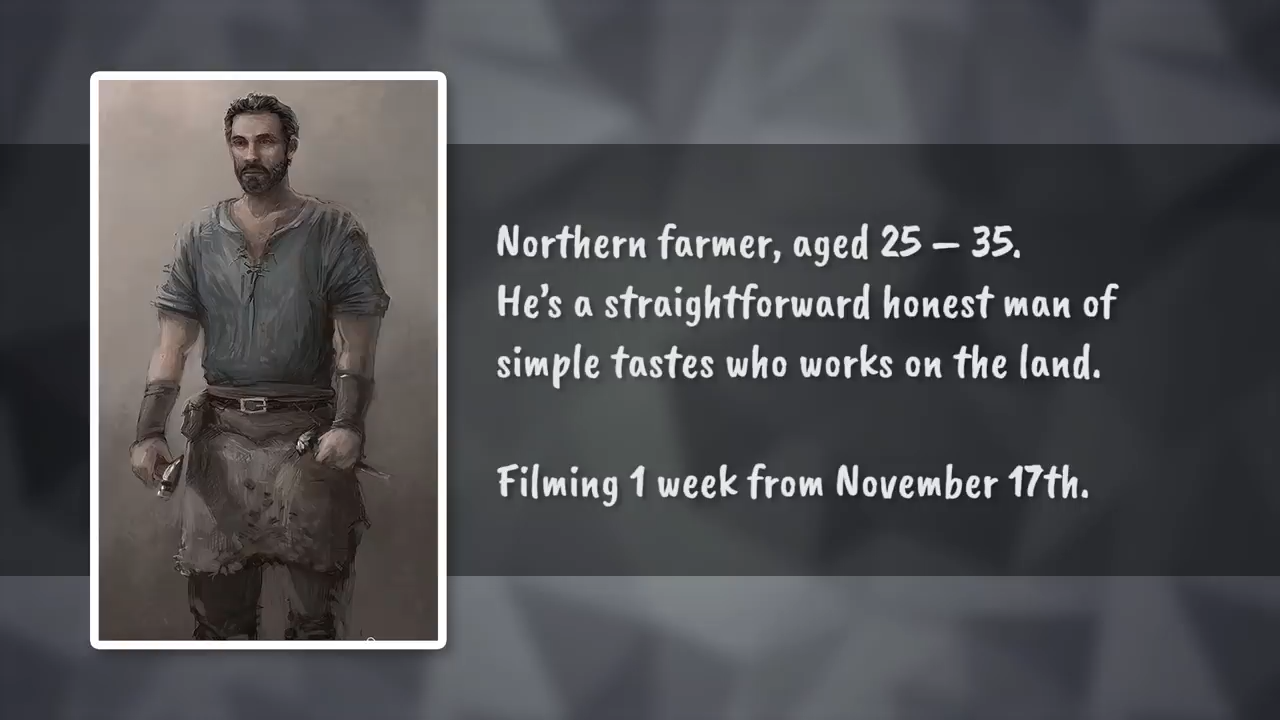 Northern farmer, aged 25 – 35.
He's a straightforward honest man of
simple tastes who works on the land.
Filming 1 week from November 17th.